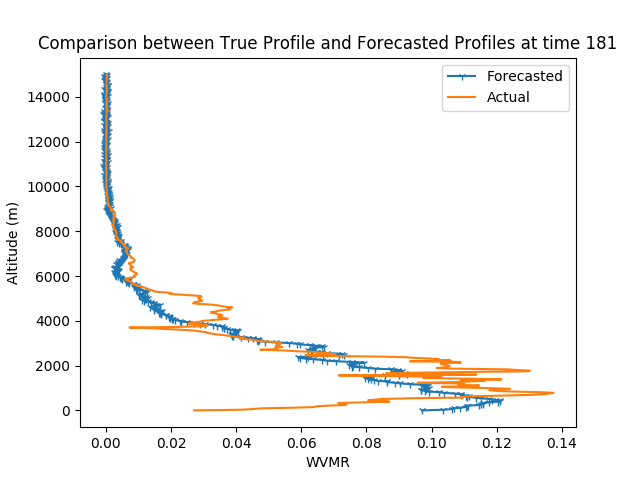 Comparison between True Profile and Forecasted Profiles at time 181
Forecasted
Actual
14000
12000
10000
8000
6000
4000
2000
0
Altitude (m)
0.00 0.02 0.04 0.06 0.08 0.10 0.12 0.14
WVMR